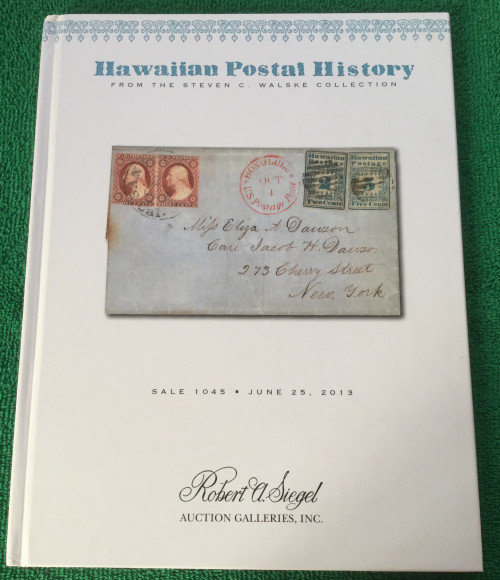 Hawaiian Postal History
FROM THE STEVEN C. WALSKE COLLECTION
HONOLULU
OCT
1
U.S. Postage Paid
Hawaiian
Postage
Two Cents
Hawaiian
Postage
5
Five Cents
Miss Eliza A. Dawson
Care Jacob H. Dawson
273 Cherry Street
New York
SALE 1045 • JUNE 25, 2013
Robert A. Siegel
AUCTION GALLERIES, INC.